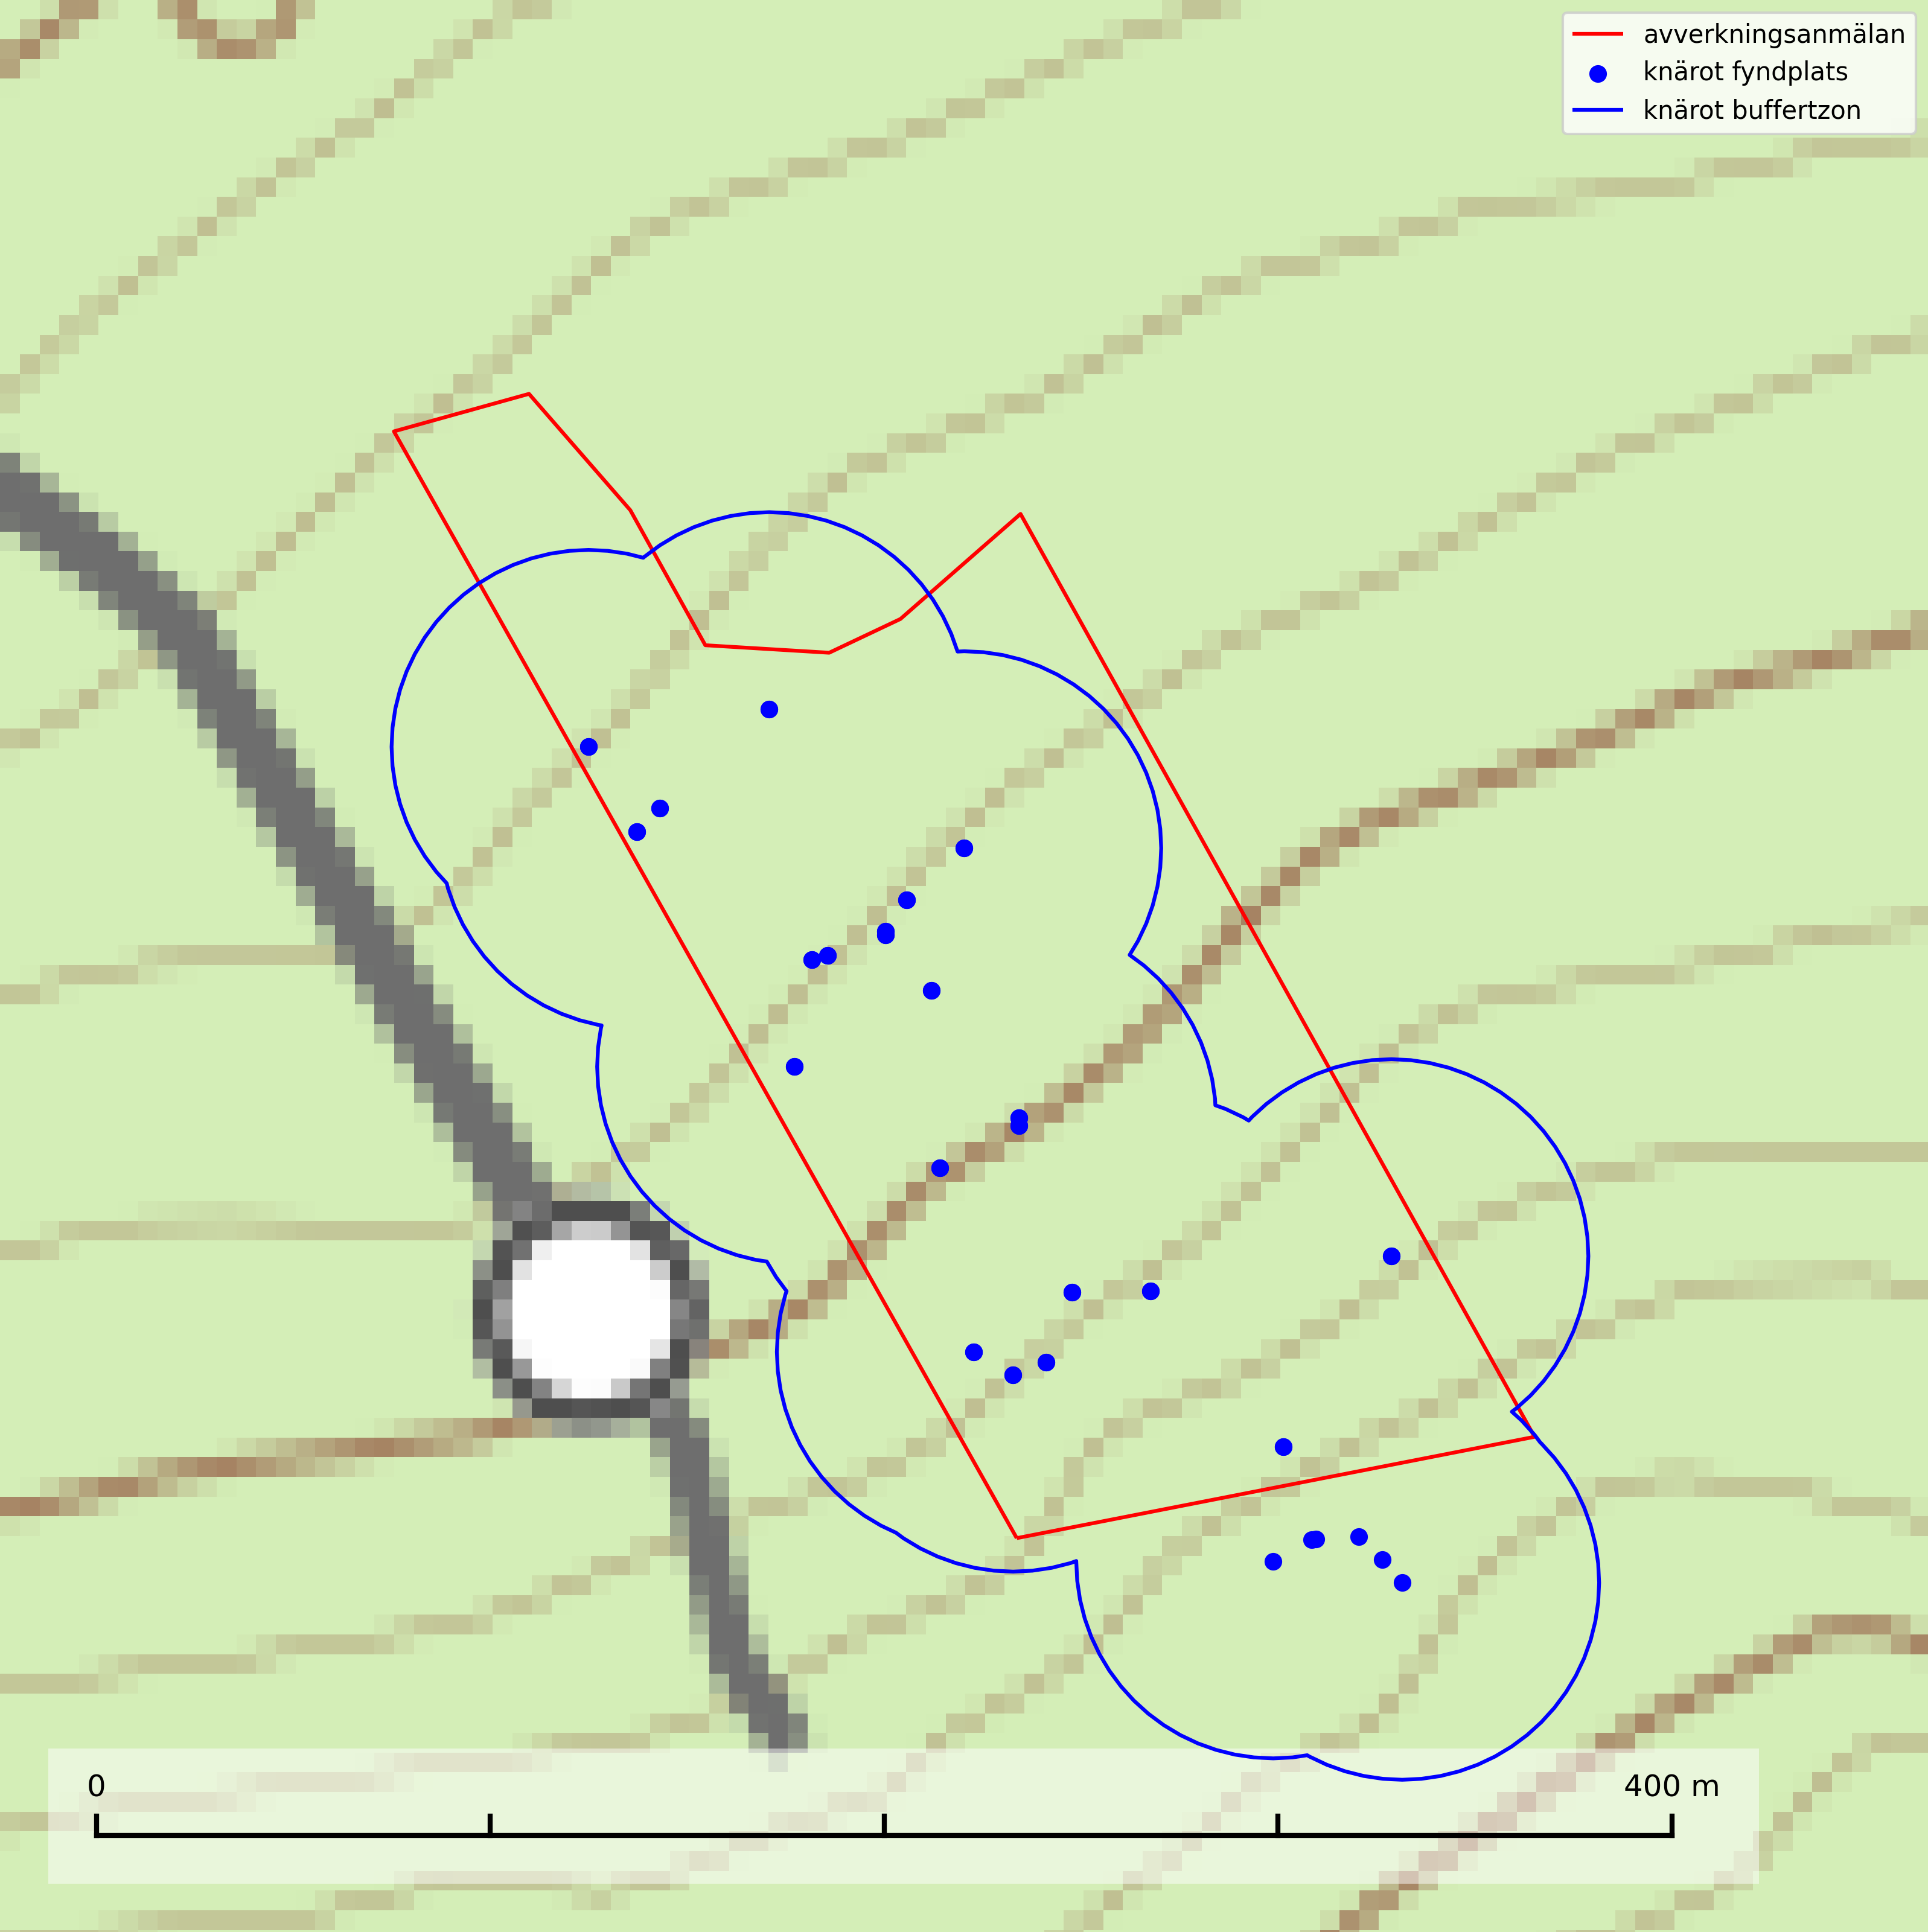 avverkningsanmälan
knärot fyndplats
knärot buffertzon
0 400 m